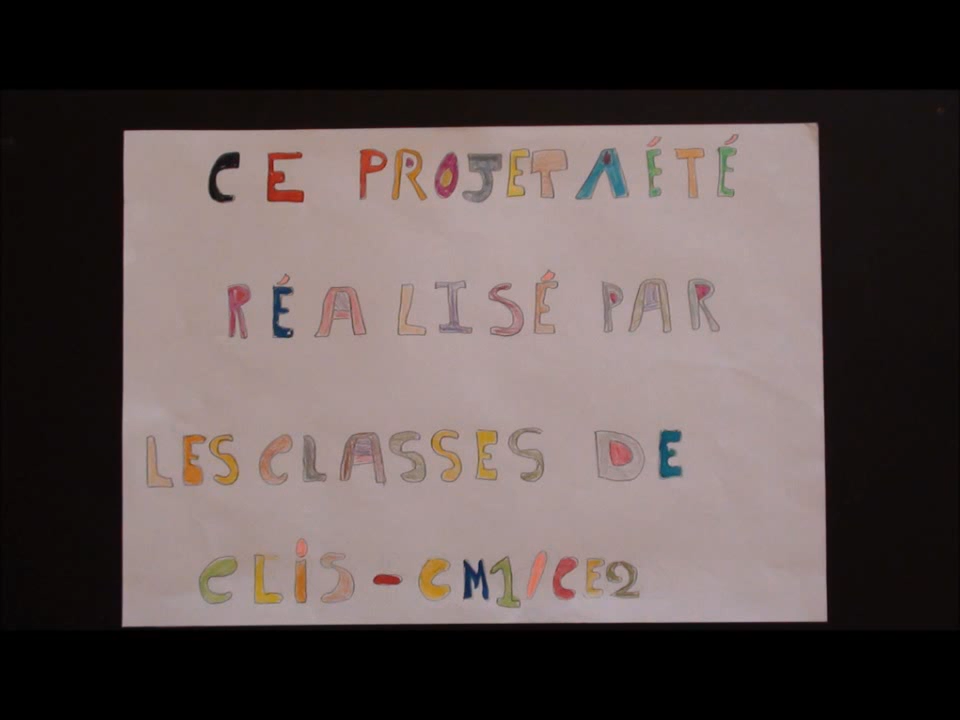 CE PROJET A ÉTÉ
RÉALISÉ PAR
LES CLASSES DE
CLiS - CM1/CE2